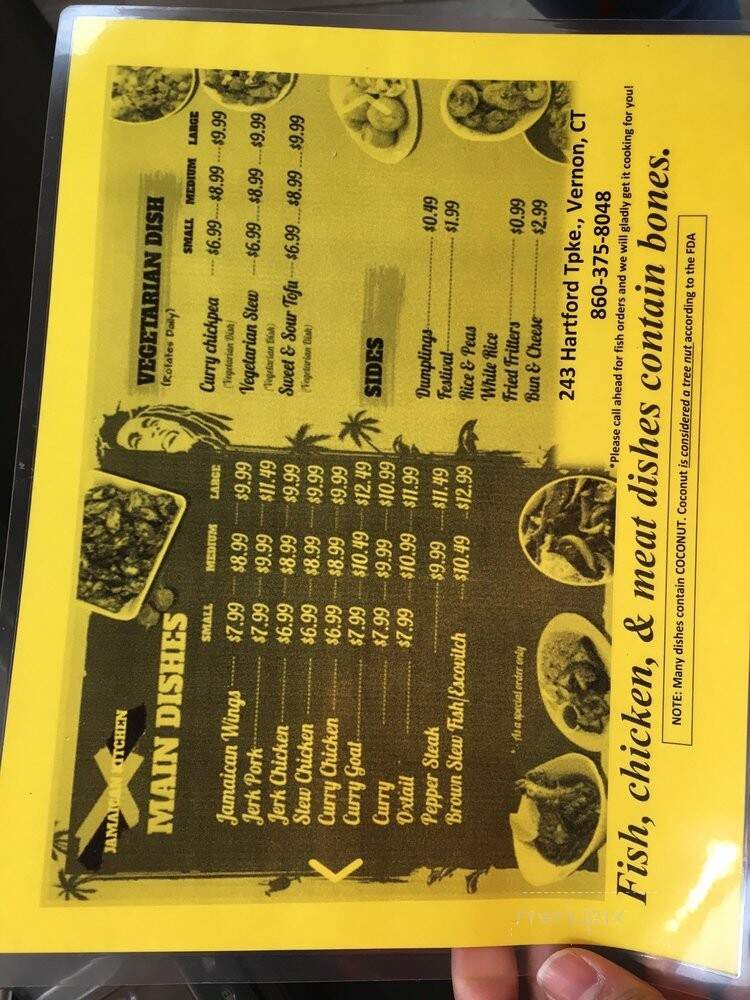 JAMAICAN KITCHEN
MAIN DISHES
SMALL MEDIUM LARGE
Jamaican Wings $7.99 $8.99 $9.99
Jerk Pork $7.99 $9.99 $11.49
Jerk Chicken $6.99 $8.99 $9.99
Stew Chicken $6.99 $8.99 $9.99
Curry Chicken $6.99 $8.99 $9.99
Curry Goat $7.99 $10.49 $12.49
Curry $7.99 $9.99 $10.99
Oxtail $7.99 $10.99 $11.99
Pepper Steak $9.99 $11.49
Brown Stew Fish/Escovitch $10.49 $12.99
* As a special order only
VEGETARIAN DISH
(Rotates Daily)
SMALL MEDIUM LARGE
Curry chickpea $6.99 $8.99 $9.99
(Vegetarian Dish)
Vegetarian Stew $6.99 $8.99 $9.99
(Vegetarian Dish)
Sweet & Sour Tofu $6.99 $8.99 $9.99
(Vegetarian Dish)
SIDES
Dumplings $0.49
Festival $1.99
Rice & Peas
White Rice
Fried Fritters $0.99
Bun & Cheese $2.99
243 Hartford Tpke., Vernon, CT
860-375-8048
*Please call ahead for fish orders and we will gladly get it cooking for you!
Fish, chicken, & meat dishes contain bones.
NOTE: Many dishes contain COCONUT. Coconut is considered a tree nut according to the FDA
menupix